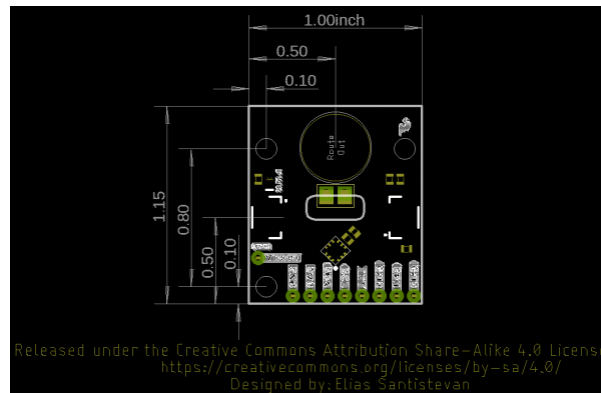 1.00inch
0.50
0.10
Route
Out
1.15
0.80
0.50
0.10
Released under the Creative Commons Attribution Share-Alike 4.0 Licens
https://creativecommons.org/licenses/by-sa/4.0/
Designed by: Elias Santistevan